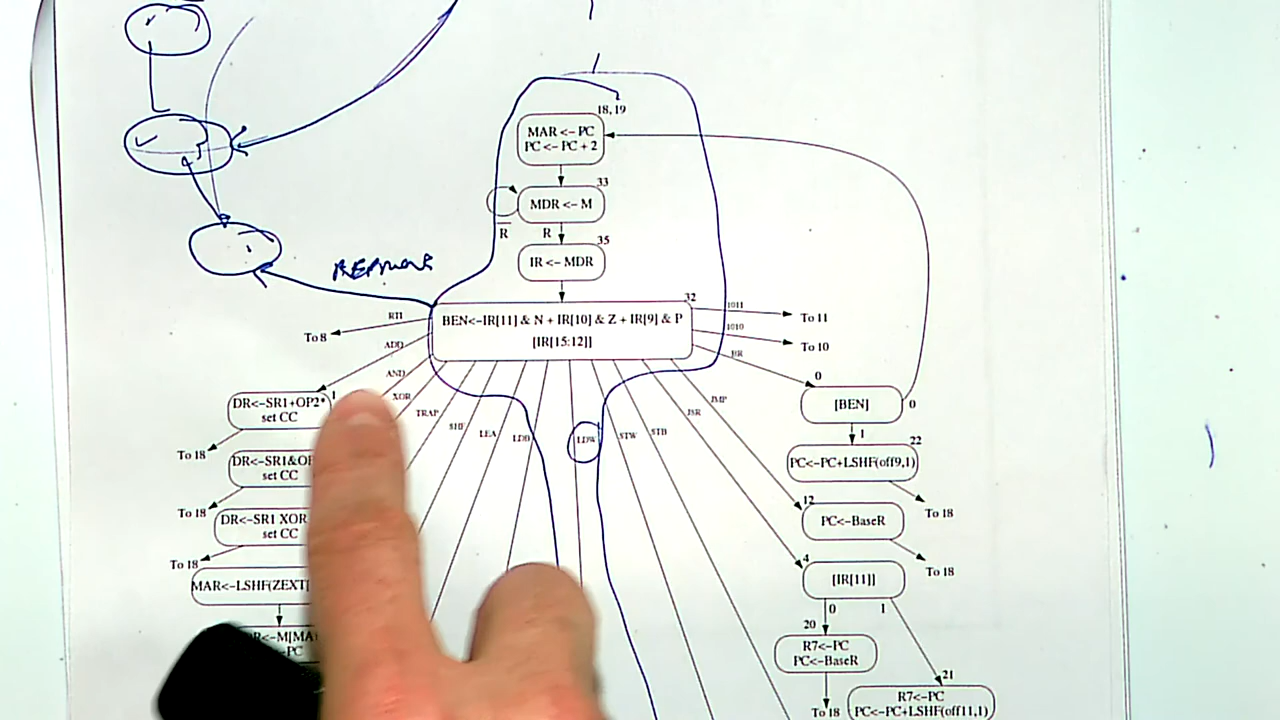 18, 19
MAR <- PC
PC <- PC + 2
33
MDR <- M
R
R
35
IR <- MDR
32
BEN<-IR[11] & N + IR[10] & Z + IR[9] & P
[IR[15:12]]
RTI
To 8
ADD
AND
XOR
TRAP
SHF
LEA
LDB
LDW
STW
STB
JSR
JMP
BR
1010
To 10
1011
To 11
1
DR<-SR1+OP2*
set CC
To 18
DR<-SR1&OP
set CC
To 18
DR<-SR1 XOR
set CC
To 18
MAR<-LSHF(ZEXT[
<-M[MA
PC
0
[BEN]
0
1
22
PC<-PC+LSHF(off9,1)
To 18
12
PC<-BaseR
To 18
4
[IR[11]]
0
1
20
R7<-PC
PC<-BaseR
To 18
21
R7<-PC
PC<-PC+LSHF(off11,1)